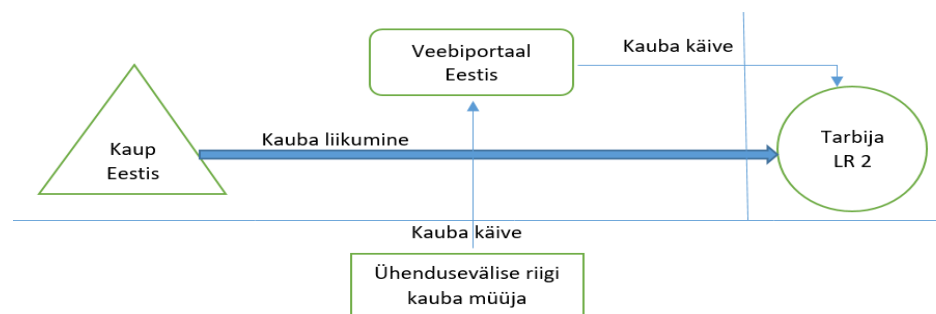 Veebiportaal
Eestis
Kauba käive
Kaup
Eestis
Kauba liikumine
Tarbija
LR 2
Kauba käive
Ühendusevälise riigi
kauba müüja